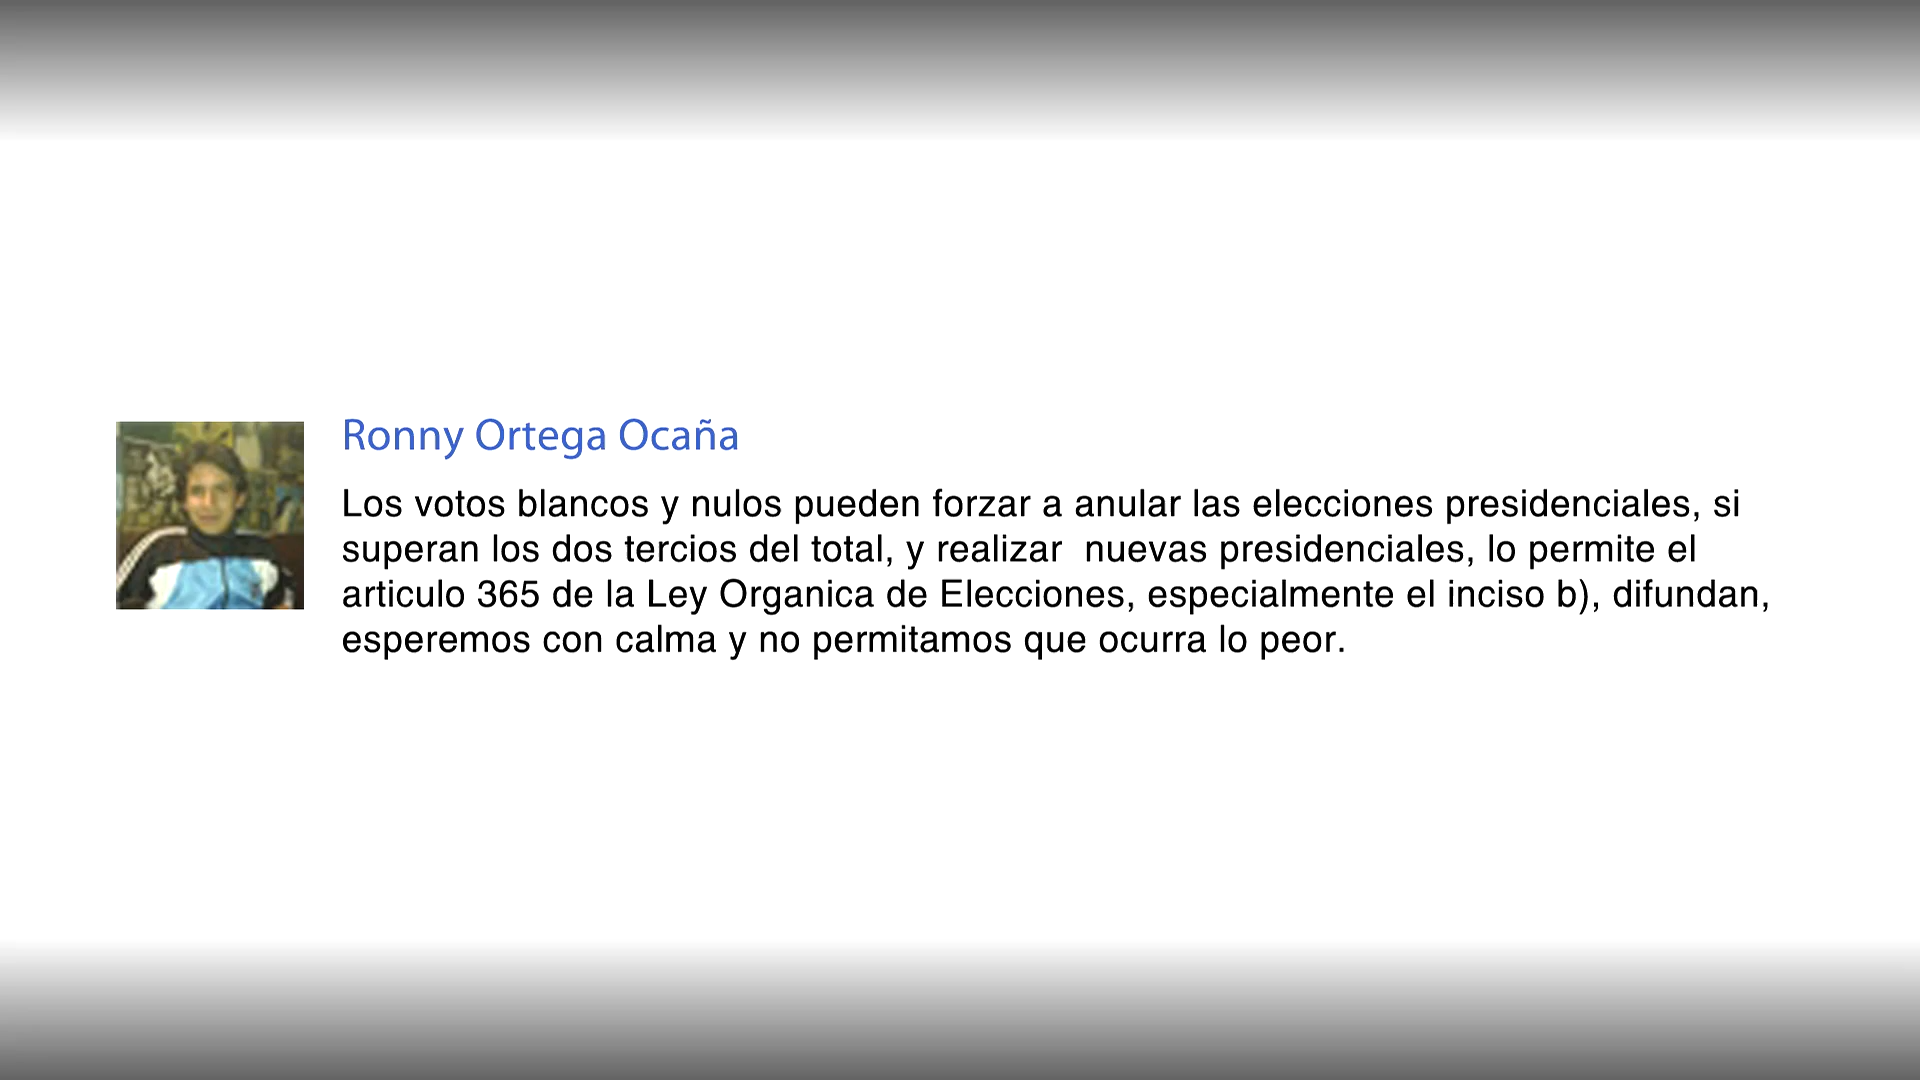 Ronny Ortega Ocaña
Los votos blancos y nulos pueden forzar a anular las elecciones presidenciales, si
superan los dos tercios del total, y realizar  nuevas presidenciales, lo permite el
articulo 365 de la Ley Organica de Elecciones, especialmente el inciso b), difundan,
esperemos con calma y no permitamos que ocurra lo peor.